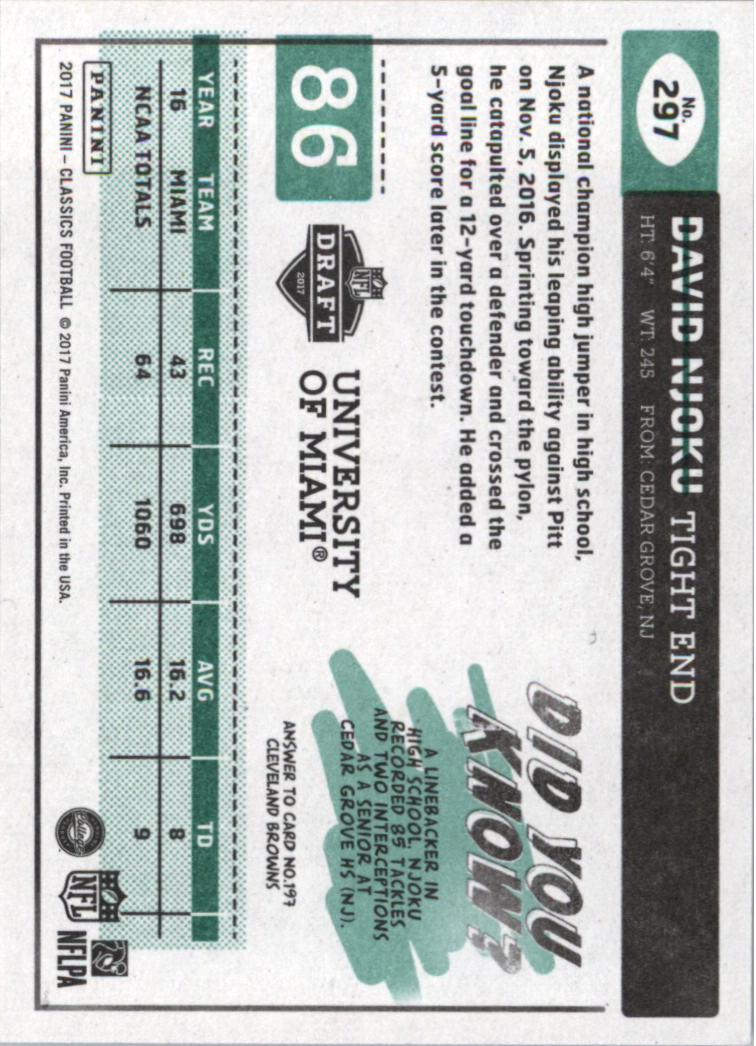 No.
297
DAVID NJOKU TIGHT END
HT: 6'4" WT: 245 FROM: CEDAR GROVE, NJ
A national champion high jumper in high school,
Njoku displayed his leaping ability against Pitt
on Nov. 5, 2016. Sprinting toward the pylon,
he catapulted over a defender and crossed the
goal line for a 12-yard touchdown. He added a
5-yard score later in the contest.
DID YOU
KNOW?
A LINEBACKER IN
HIGH SCHOOL, NJOKU
RECORDED 85 TACKLES
AND TWO INTERCEPTIONS
AS A SENIOR AT
CEDAR GROVE HS (NJ).
ANSWER TO CARD NO.197
CLEVELAND BROWNS
86
NFL
DRAFT
2017
UNIVERSITY
OF MIAMI®
YEAR TEAM REC YDS AVG TD
16 MIAMI 43 698 16.2 8
NCAA TOTALS 64 1060 16.6 9
PANINI
2017 PANINI – CLASSICS FOOTBALL © 2017 Panini America, Inc. Printed in the USA.
NFL
NFLPA